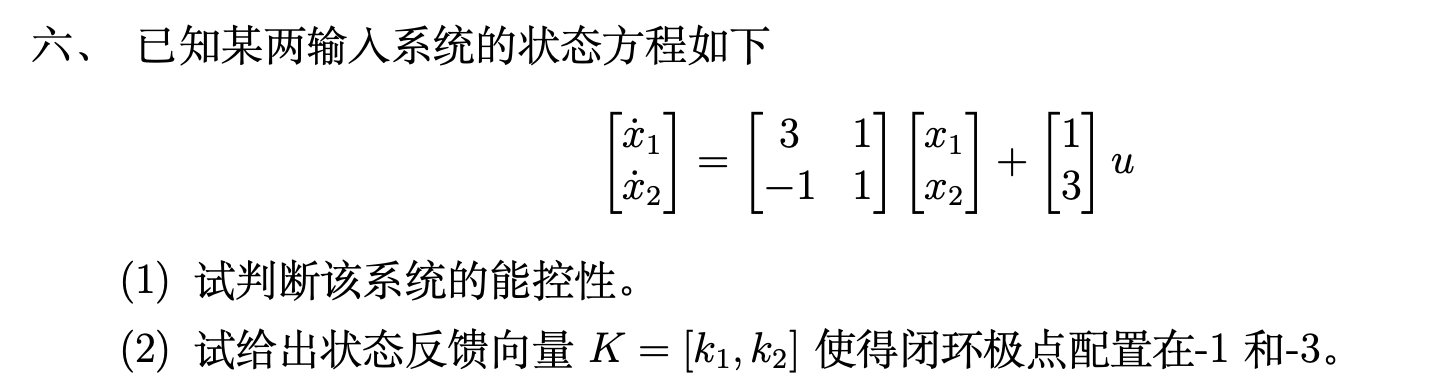 六、 已知某两输入系统的状态方程如下
$$\begin{bmatrix} \dot{x}_1 \\ \dot{x}_2 \end{bmatrix} = \begin{bmatrix} 3 & 1 \\ -1 & 1 \end{bmatrix} \begin{bmatrix} x_1 \\ x_2 \end{bmatrix} + \begin{bmatrix} 1 \\ 3 \end{bmatrix} u$$
(1) 试判断该系统的能控性。
(2) 试给出状态反馈向量 $K = [k_1, k_2]$ 使得闭环极点配置在-1 和-3。